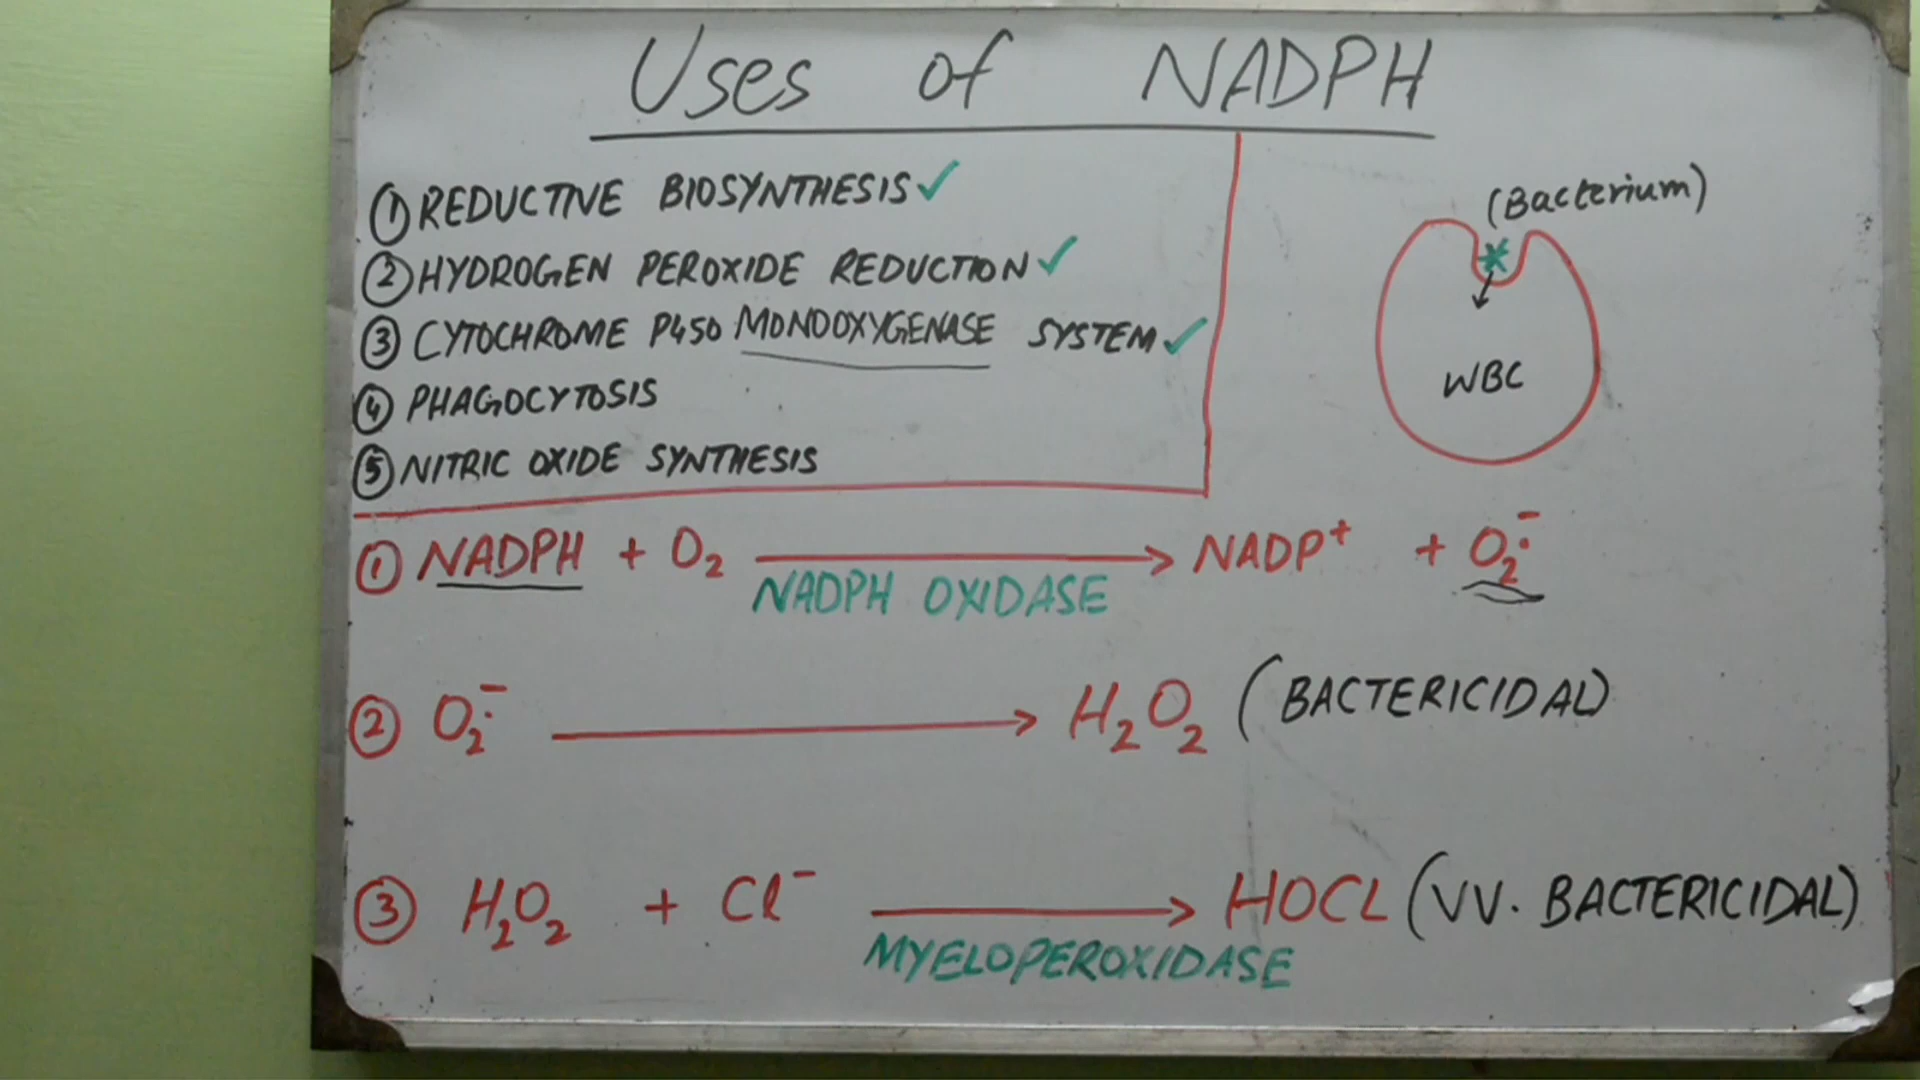 Uses of NADPH
① REDUCTIVE BIOSYNTHESIS ✓
② HYDROGEN PEROXIDE REDUCTION ✓
③ CYTOCHROME P450 MONOOXYGENASE SYSTEM ✓
④ PHAGOCYTOSIS
⑤ NITRIC OXIDE SYNTHESIS
(Bacterium)
WBC
① NADPH + O₂ → NADP⁺ + O₂∸
NADPH OXIDASE
② O₂∸ → H₂O₂ (BACTERICIDAL)
③ H₂O₂ + Cl⁻ → HOCL (VV. BACTERICIDAL)
MYELOPEROXIDASE